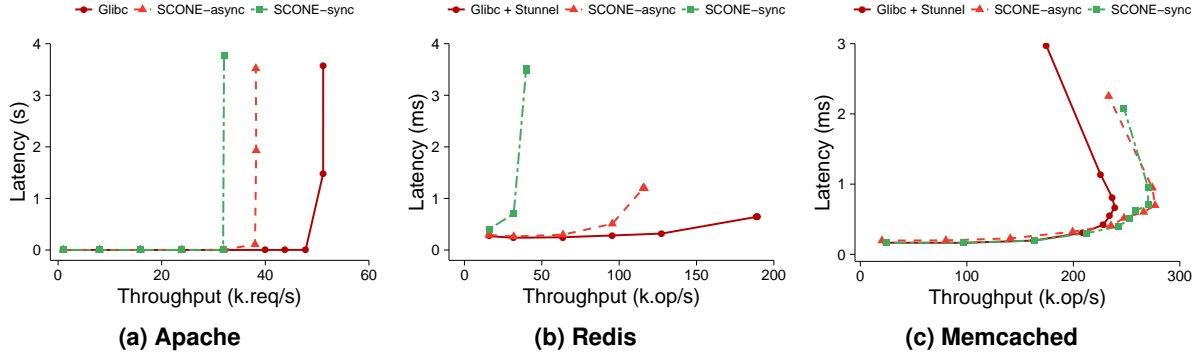 Glibc SCONE−async SCONE−sync
4
3
2
1
0
Latency (s)
0 20 40 60
Throughput (k.req/s)
(a) Apache
Glibc + Stunnel SCONE−async SCONE−sync
4
3
2
1
0
Latency (ms)
0 50 100 150 200
Throughput (k.op/s)
(b) Redis
Glibc + Stunnel SCONE−async SCONE−sync
3
2
1
0
Latency (ms)
0 100 200 300
Throughput (k.op/s)
(c) Memcached